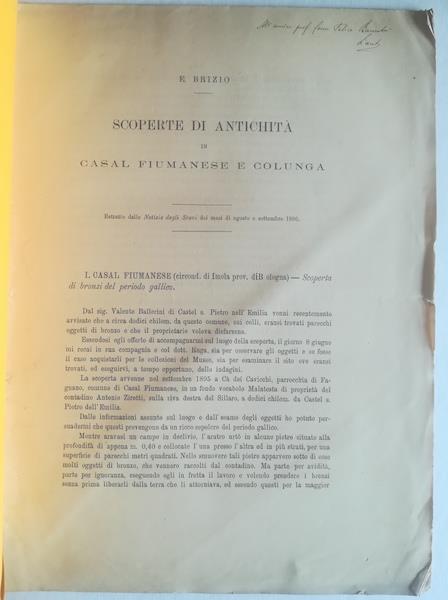 All'amico prof. Comm. Felice
E. BRIZIO
SCOPERTE DI ANTICHITÀ
IN
CASAL FIUMANESE E COLUNGA
Estratto dalle Notizie degli Scavi dei mesi di agosto e settembre 1896.
I. CASAL FIUMANESE (circond. di Imola prov. diB ologna) — Scoperta
di bronzi del periodo gallico.
Dal sig. Valente Ballerini di Castel s. Pietro nell'Emilia venni recentemente
avvisato che a circa dodici chilom. da questo comune, sui colli, eransi trovati parecchi
oggetti di bronzo e che il proprietario voleva disfarsene.
Essendosi egli offerto di accompagnarmi sul luogo della scoperta, il giorno 8 giugno
mi recai in sua compagnia e col dott. Raga, sia per osservare gli oggetti e se fosse
il caso acquistarli per le collezioni del Museo, sia per esaminare il sito ove eransi
trovati, ed eseguirvi, a tempo opportuno, delle indagini.
La scoperta avvenne nel settembre 1895 a Cà dei Cavicchi, parrocchia di Fa-
gnano, comune di Casal Fiumanese, in un fondo vocabolo Malatesta di proprietà del
contadino Antonio Zirotti, sulla riva destra del Sillaro, a dodici chilom. da Castel s.
Pietro dell'Emilia.
Dalle informazioni assunte sul luogo e dall'esame degli oggetti ho potuto per-
suadermi che questi provengono da un ricco sepolcro del periodo gallico.
Mentre aravasi un campo in declivio, l'aratro urtò in alcune pietre situate alla
profondità di appena m. 0,40 e collocate l'una presso l'altra ed in più strati, per una
superficie di parecchi metri quadrati. Nello smuovere tali pietre apparvero sotto di esse
molti oggetti di bronzo, che vennero raccolti dal contadino. Ma parte per avidità,
parte per ignoranza, eseguendo egli in fretta il lavoro e volendo prendere i bronzi
senza prima liberarli dalla terra che li attorniava, ed essendo questi per la maggior